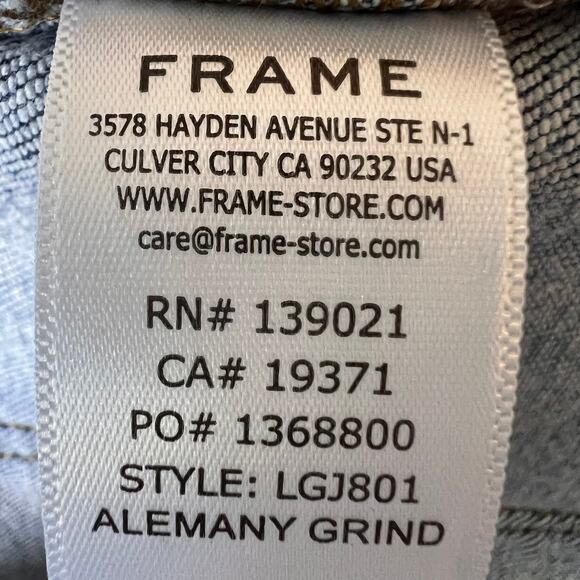 FRAME
3578 HAYDEN AVENUE STE N-1
CULVER CITY CA 90232 USA
WWW.FRAME-STORE.COM
care@frame-store.com
RN# 139021
CA# 19371
PO# 1368800
STYLE: LGJ801
ALEMANY GRIND